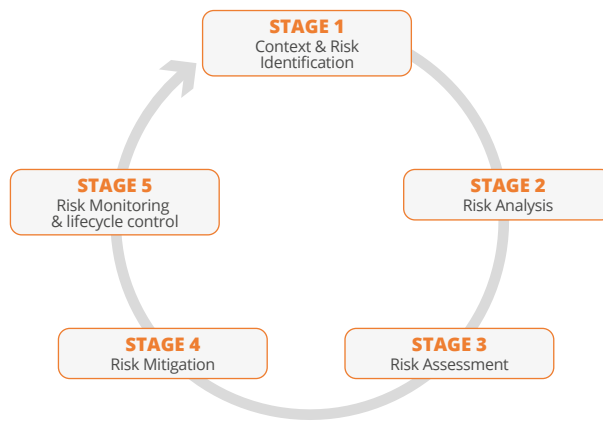 STAGE 1
Context & Risk
Identification
STAGE 2
Risk Analysis
STAGE 3
Risk Assessment
STAGE 4
Risk Mitigation
STAGE 5
Risk Monitoring
& lifecycle control